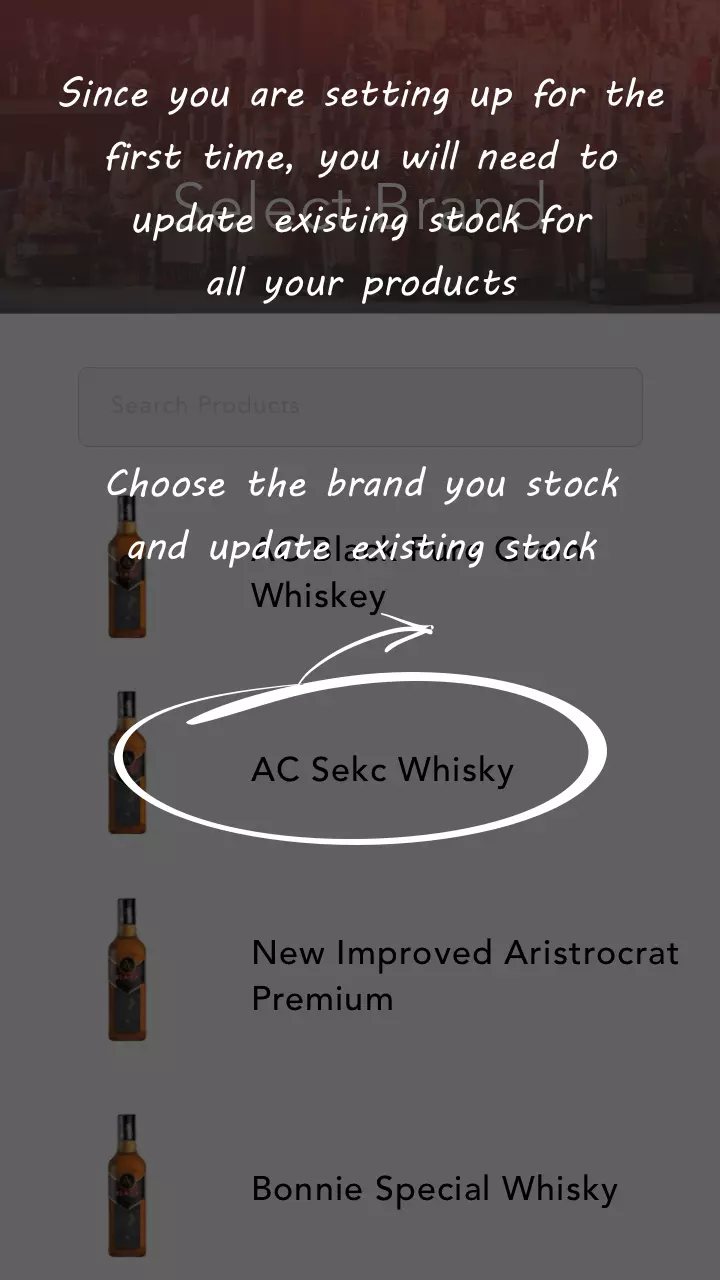 Since you are setting up for the
first time, you will need to
Select Brand
update existing stock for
all your products
Search Products
Choose the brand you stock
and update existing stock
AC Black Pure Grain
Whiskey
AC Sekc Whisky
New Improved Aristrocrat
Premium
Bonnie Special Whisky